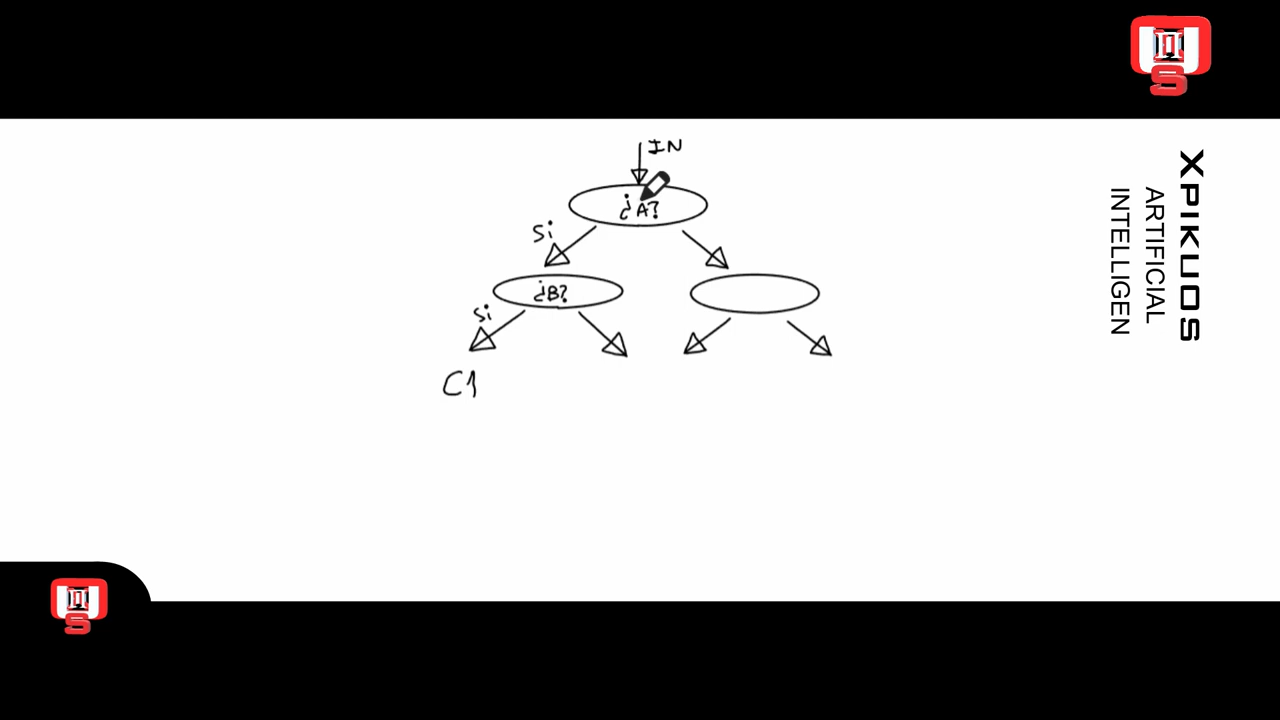 IN
¿A?
Si
¿B?
Si
C1
XPIKUOS
ARTIFICIAL
INTELLIGEN